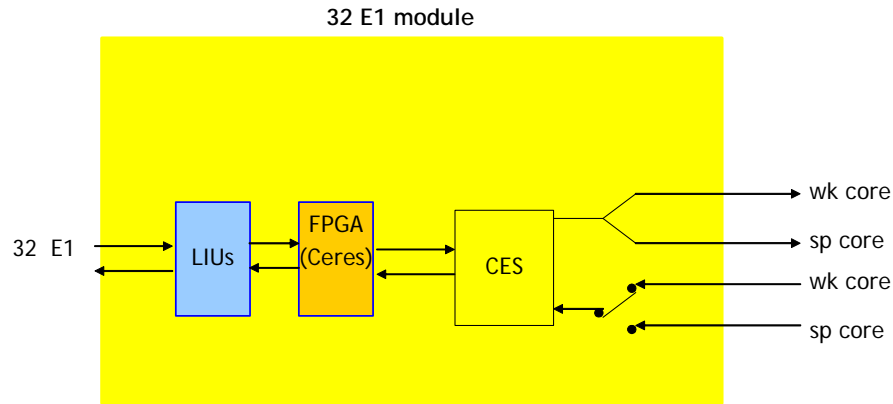 32 E1 module
32 E1
LIUs
FPGA
(Ceres)
CES
wk core
sp core
wk core
sp core